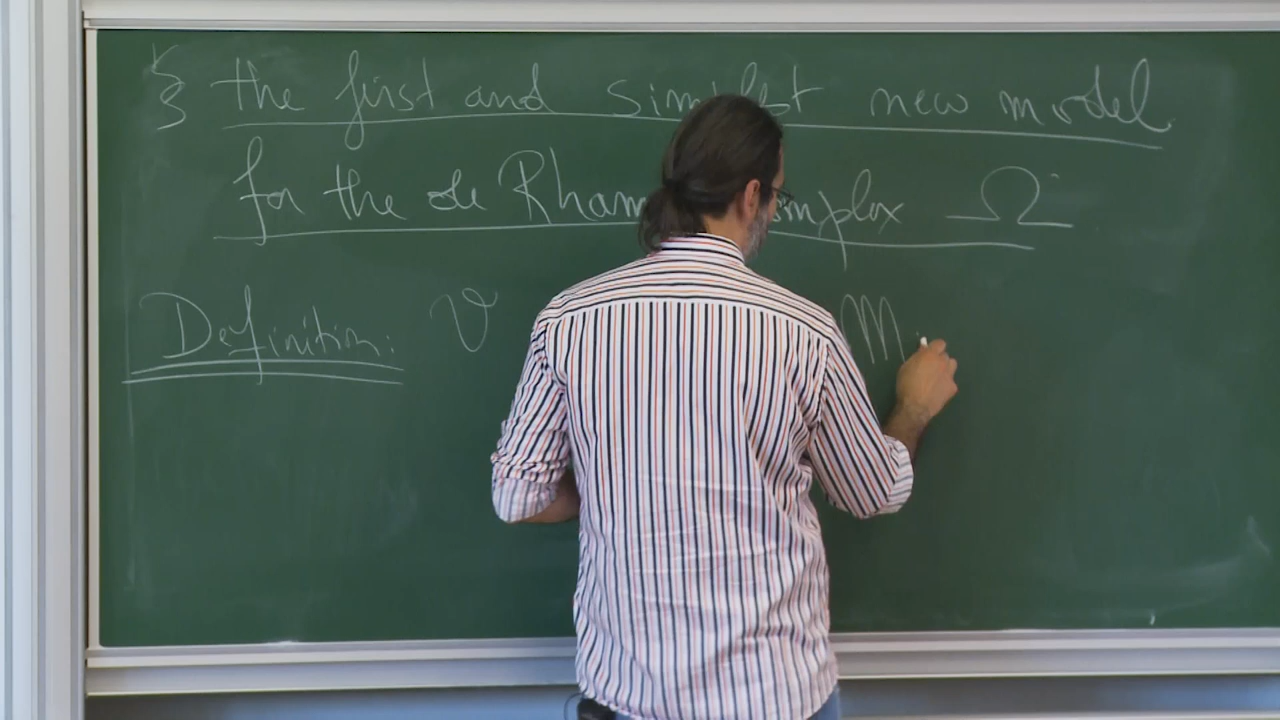 § the first and simplest new model
for the de Rham complex Ω˙
Definition: 𝒱 M